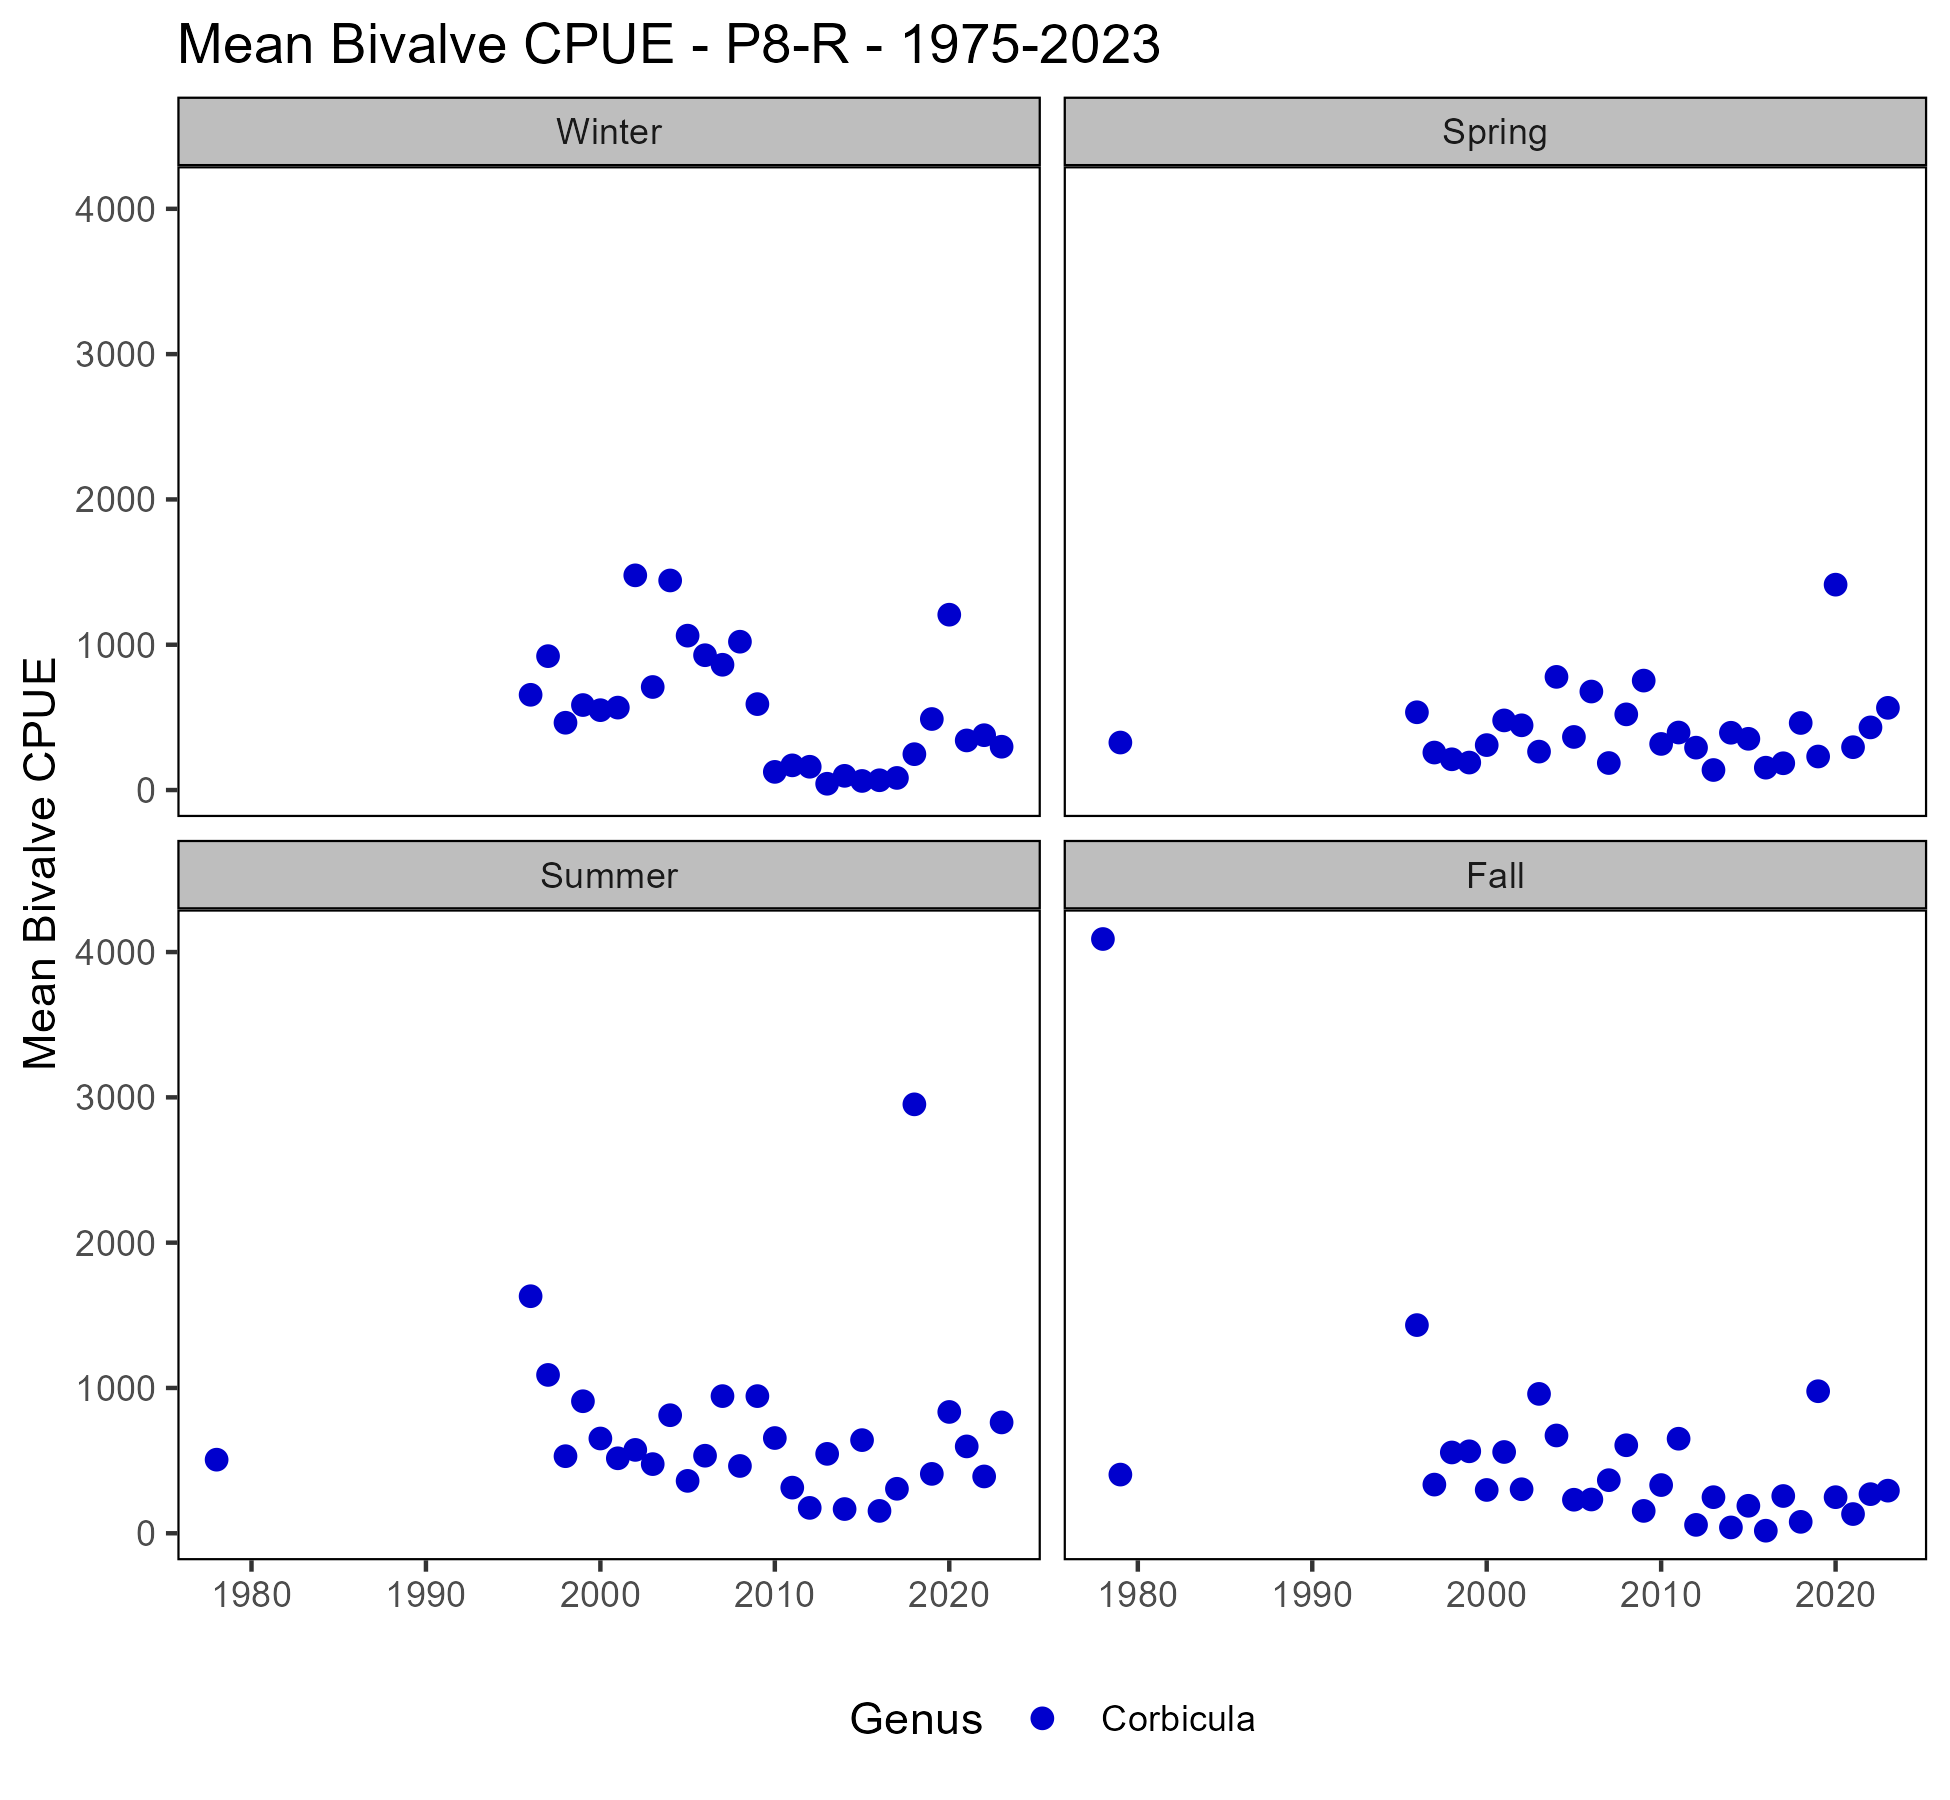 Mean Bivalve CPUE - P8-R - 1975-2023
Winter
Spring
4000
3000
2000
1000
0
Mean Bivalve CPUE
Summer
Fall
4000
3000
2000
1000
0
1980 1990 2000 2010 2020
1980 1990 2000 2010 2020
Genus Corbicula